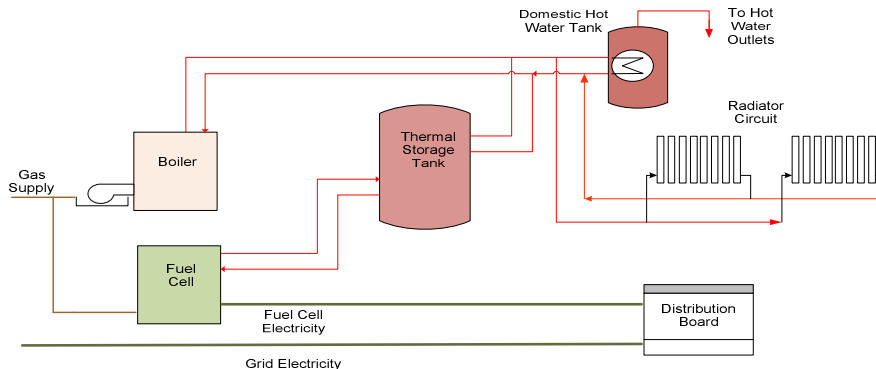 Domestic Hot
Water Tank
To Hot
Water
Outlets
Radiator
Circuit
Thermal
Storage
Tank
Boiler
Gas
Supply
Fuel
Cell
Fuel Cell
Electricity
Distribution
Board
Grid Electricity